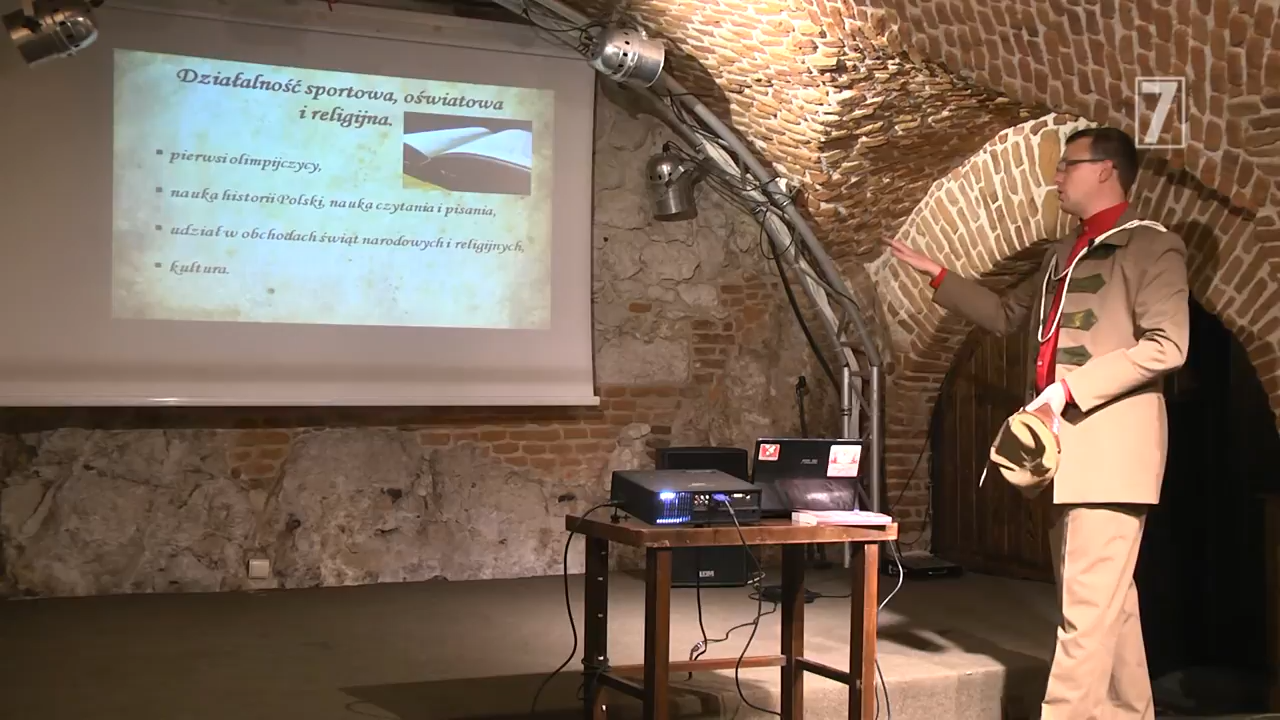 Działalność sportowa, oświatowa
i religijna.
▪ pierwsi olimpijczycy,
▪ nauka historii Polski, nauka czytania i pisania,
▪ udział w obchodach świąt narodowych i religijnych,
▪ kultura.
7
LDM